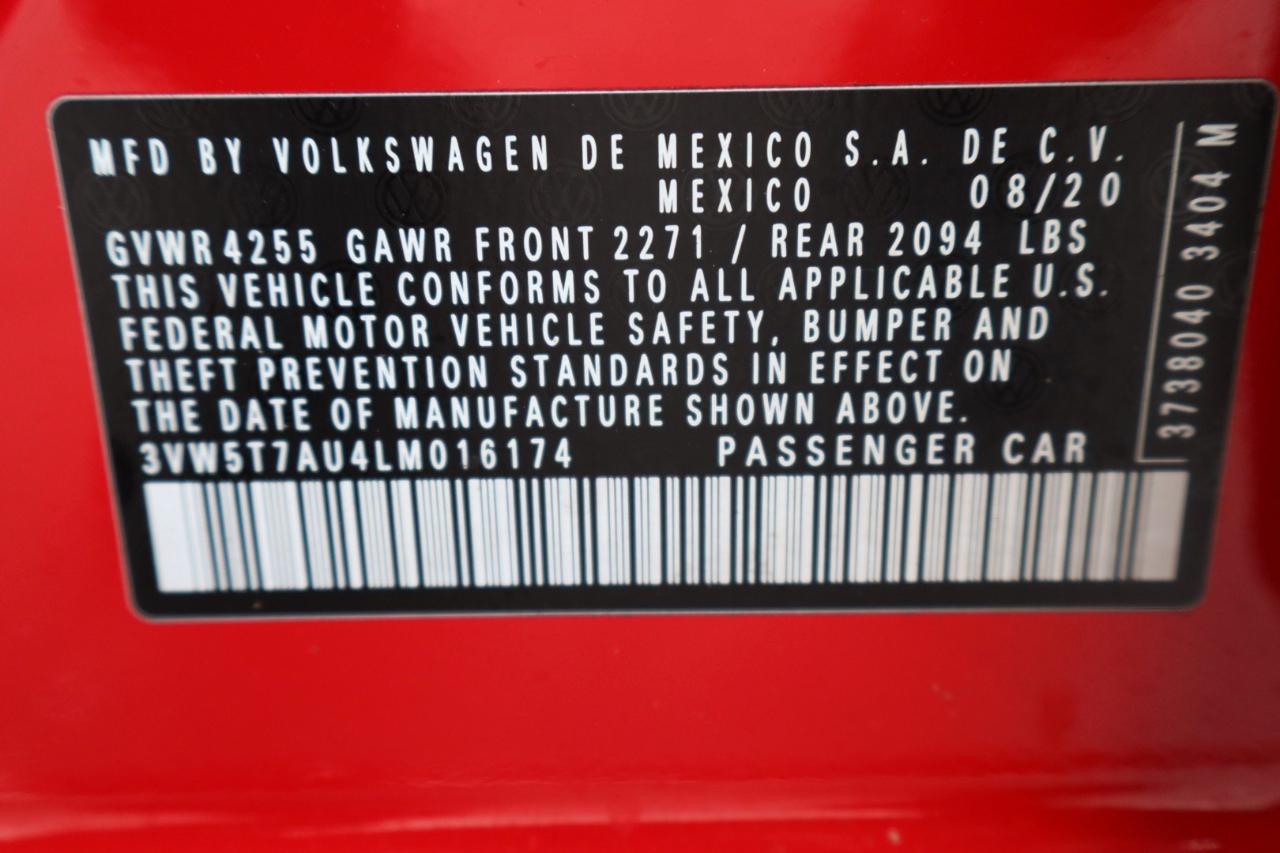 MFD BY VOLKSWAGEN DE MEXICO S.A. DE C.V.
MEXICO 08/20
GVWR 4255 GAWR FRONT 2271 / REAR 2094 LBS
THIS VEHICLE CONFORMS TO ALL APPLICABLE U.S.
FEDERAL MOTOR VEHICLE SAFETY, BUMPER AND
THEFT PREVENTION STANDARDS IN EFFECT ON
THE DATE OF MANUFACTURE SHOWN ABOVE.
3VW5T7AU4LM016174 PASSENGER CAR
3738040 3404 M